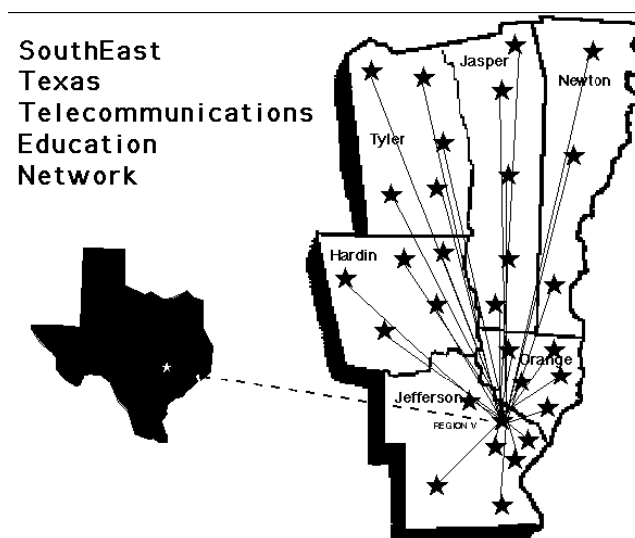 SouthEast
Texas
Telecommunications
Education
Network
Jasper
Newton
Tyler
Hardin
Orange
Jefferson
REGION V